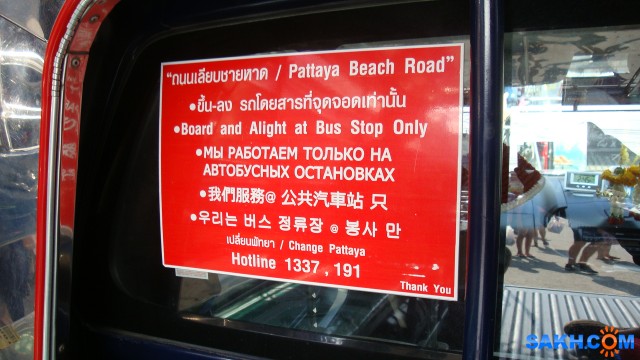 “ถนนเลียบชายหาด / Pattaya Beach Road”
•ขึ้น-ลง รถโดยสารที่จุดจอดเท่านั้น
•Board and Alight at Bus Stop Only
•МЫ РАБОТАЕМ ТОЛЬКО НА
АВТОБУСНЫХ ОСТАНОВКАХ
•我們服務@ 公共汽車站 只
•우리는 버스 정류장 @ 봉사 만
เปลี่ยนพัทยา / Change Pattaya
Hotline 1337 , 191
Thank You
SAKH.COM